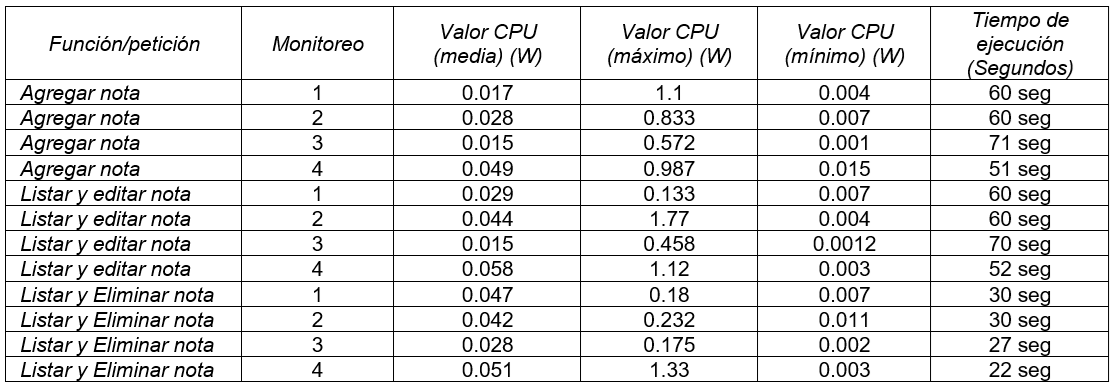 Función/petición Monitoreo Valor CPU (media) (W) Valor CPU (máximo) (W) Valor CPU (mínimo) (W) Tiempo de ejecución (Segundos)
Agregar nota 1 0.017 1.1 0.004 60 seg
Agregar nota 2 0.028 0.833 0.007 60 seg
Agregar nota 3 0.015 0.572 0.001 71 seg
Agregar nota 4 0.049 0.987 0.015 51 seg
Listar y editar nota 1 0.029 0.133 0.007 60 seg
Listar y editar nota 2 0.044 1.77 0.004 60 seg
Listar y editar nota 3 0.015 0.458 0.0012 70 seg
Listar y editar nota 4 0.058 1.12 0.003 52 seg
Listar y Eliminar nota 1 0.047 0.18 0.007 30 seg
Listar y Eliminar nota 2 0.042 0.232 0.011 30 seg
Listar y Eliminar nota 3 0.028 0.175 0.002 27 seg
Listar y Eliminar nota 4 0.051 1.33 0.003 22 seg